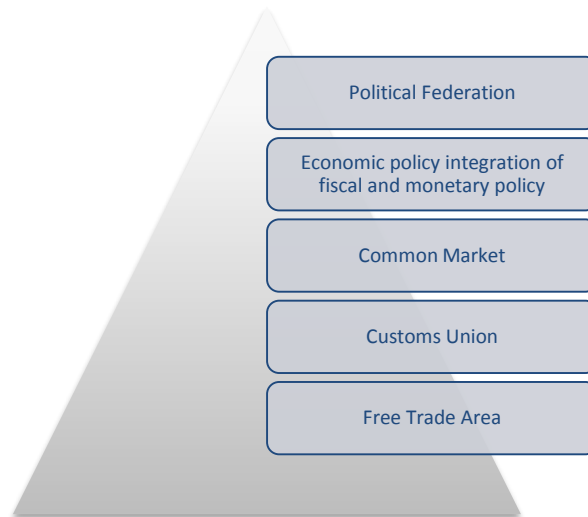 Political Federation
Economic policy integration of
fiscal and monetary policy
Common Market
Customs Union
Free Trade Area